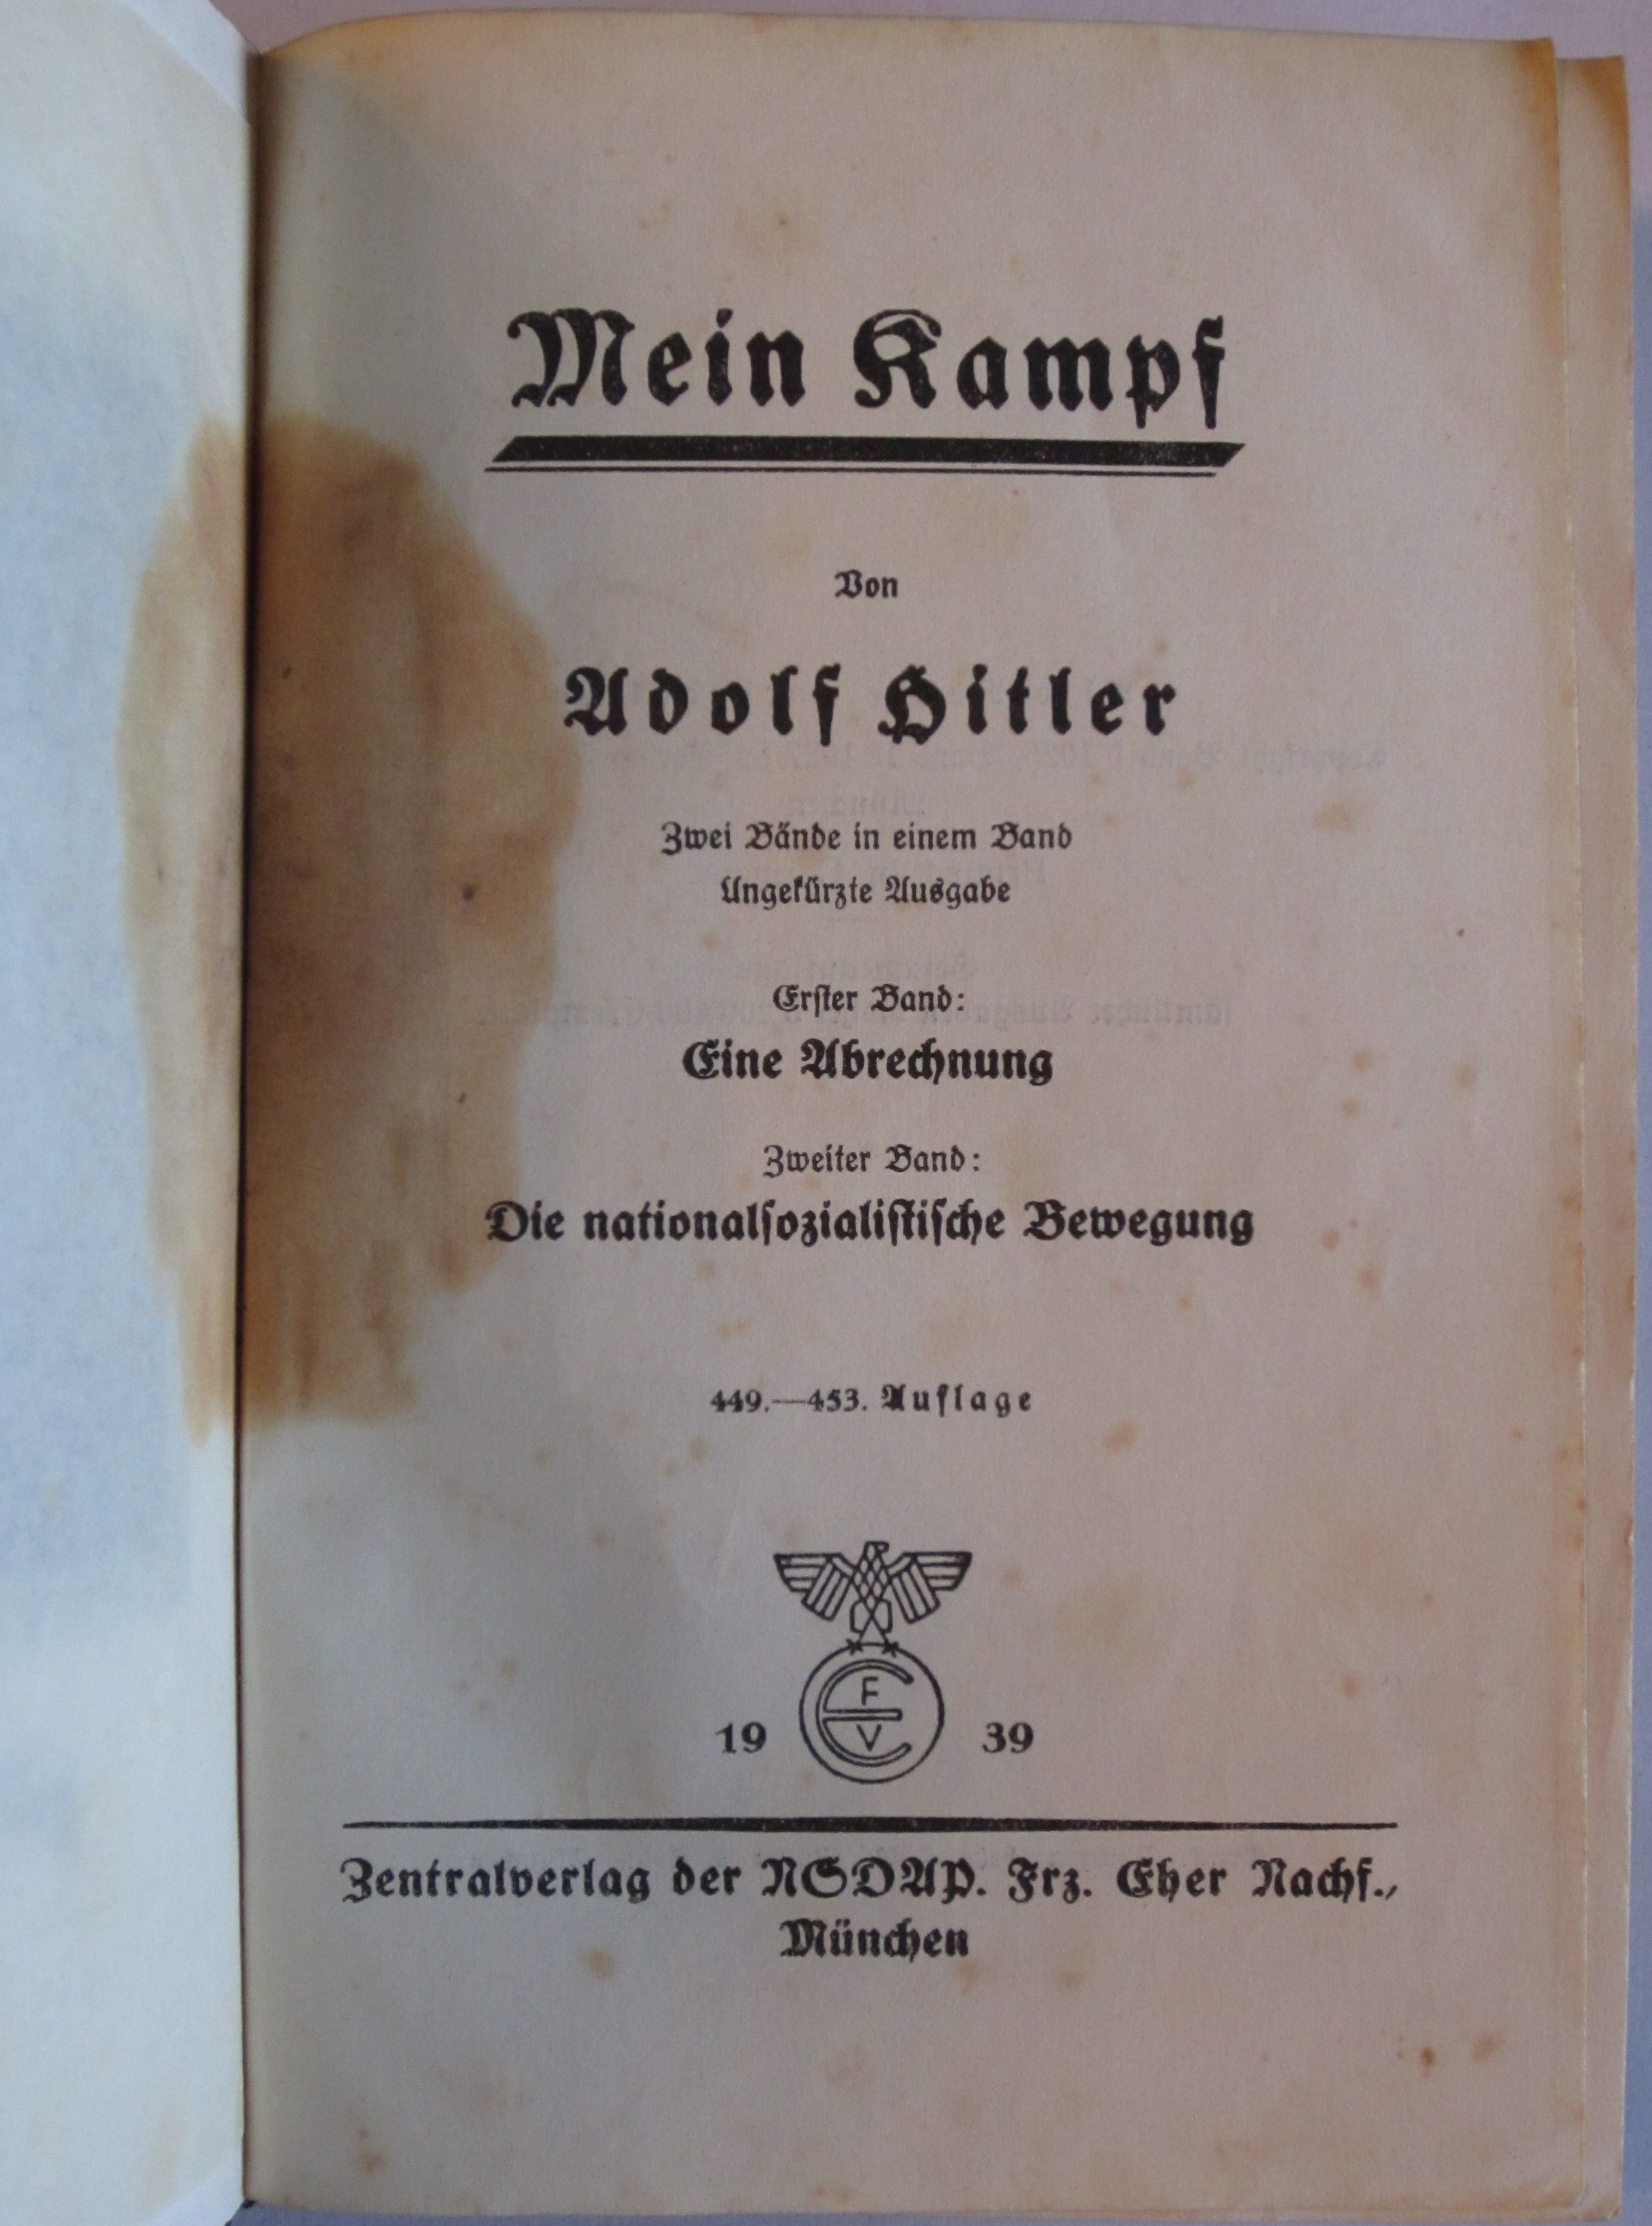 Mein Kampf
Von
Adolf Hitler
Zwei Bände in einem Band
Ungekürzte Ausgabe
Erster Band:
Eine Abrechnung
Zweiter Band:
Die nationalsozialistische Bewegung
449.—453. Auflage
F
E
V
19 39
Zentralverlag der NSDAP. Frz. Eher Nachf.,
München